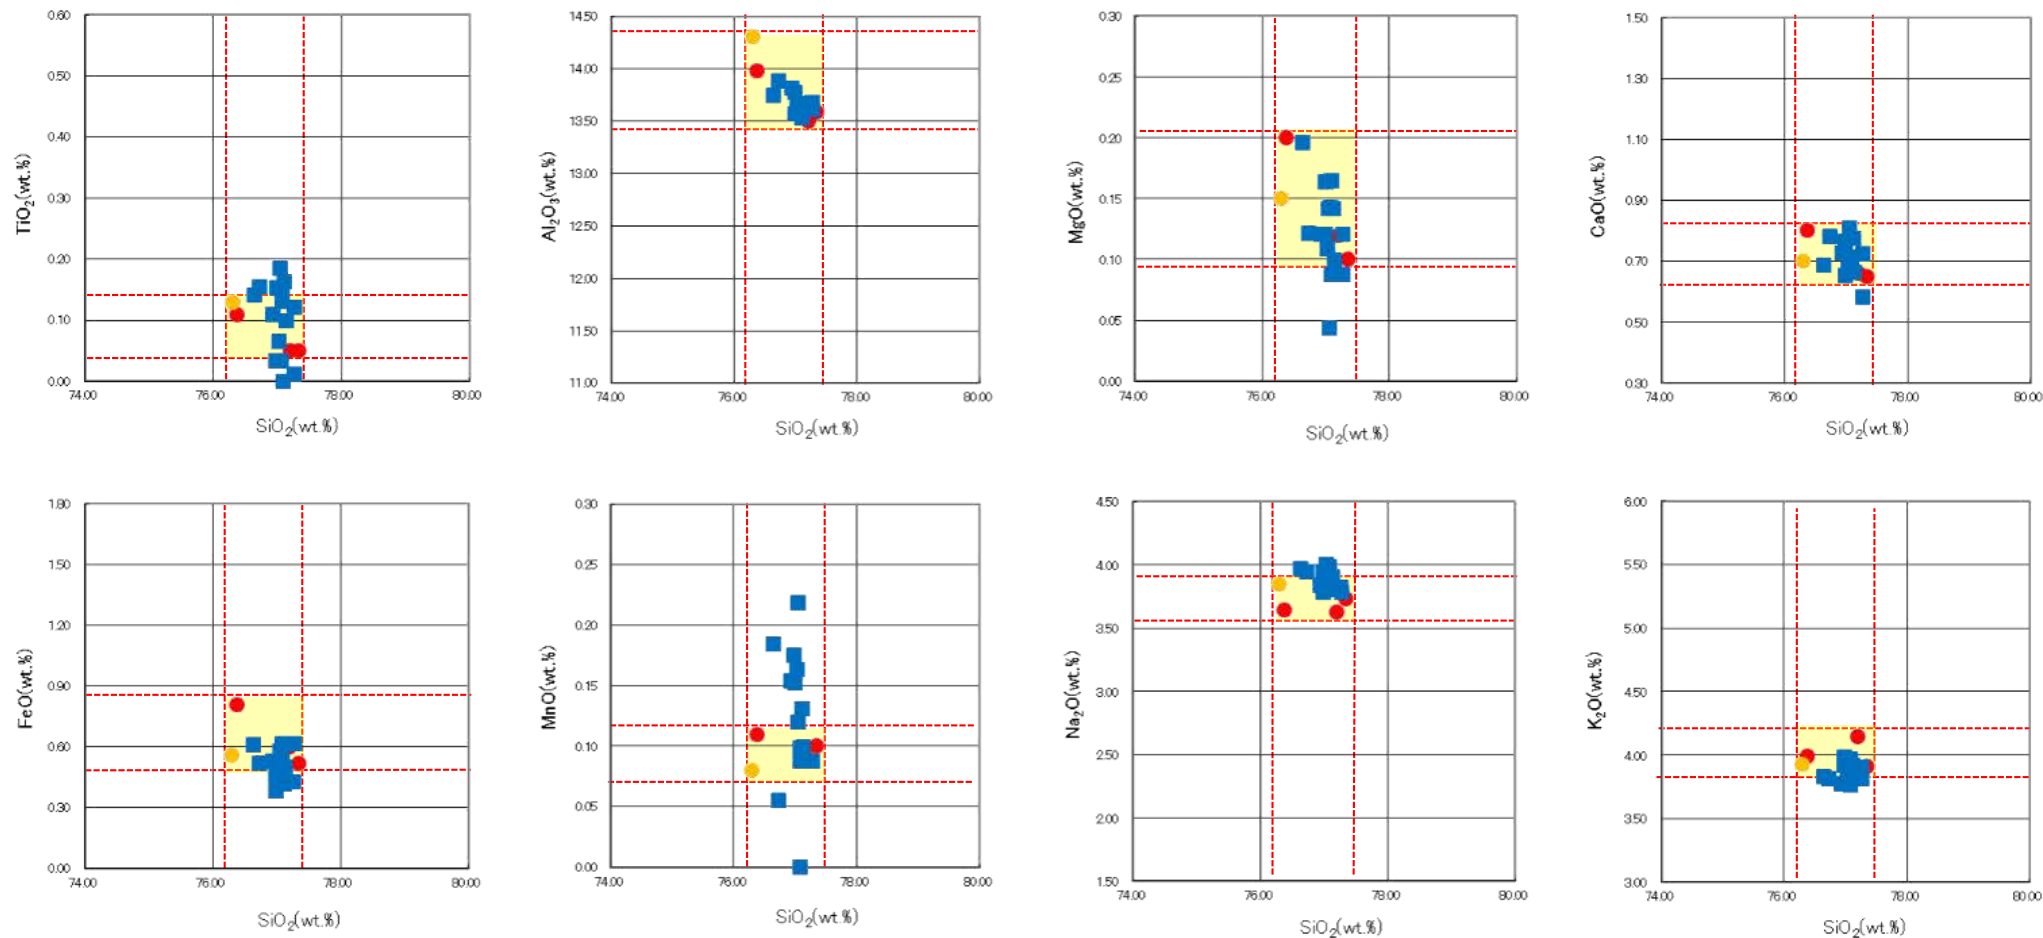 TiO2(wt.%)
0.60
0.50
0.40
0.30
0.20
0.10
0.00
74.00 76.00 78.00 80.00
SiO2(wt.%)
Al2O3(wt.%)
14.50
14.00
13.50
13.00
12.50
12.00
11.50
11.00
74.00 76.00 78.00 80.00
SiO2(wt.%)
MgO(wt.%)
0.30
0.25
0.20
0.15
0.10
0.05
0.00
74.00 76.00 78.00 80.00
SiO2(wt.%)
CaO(wt.%)
1.50
1.30
1.10
0.90
0.70
0.50
0.30
74.00 76.00 78.00 80.00
SiO2(wt.%)
FeO(wt.%)
1.80
1.50
1.20
0.90
0.60
0.30
0.00
74.00 76.00 78.00 80.00
SiO2(wt.%)
MnO(wt.%)
0.30
0.25
0.20
0.15
0.10
0.05
0.00
74.00 76.00 78.00 80.00
SiO2(wt.%)
Na2O(wt.%)
4.50
4.00
3.50
3.00
2.50
2.00
1.50
74.00 76.00 78.00 80.00
SiO2(wt.%)
K2O(wt.%)
6.00
5.50
5.00
4.50
4.00
3.50
3.00
74.00 76.00 78.00 80.00
SiO2(wt.%)